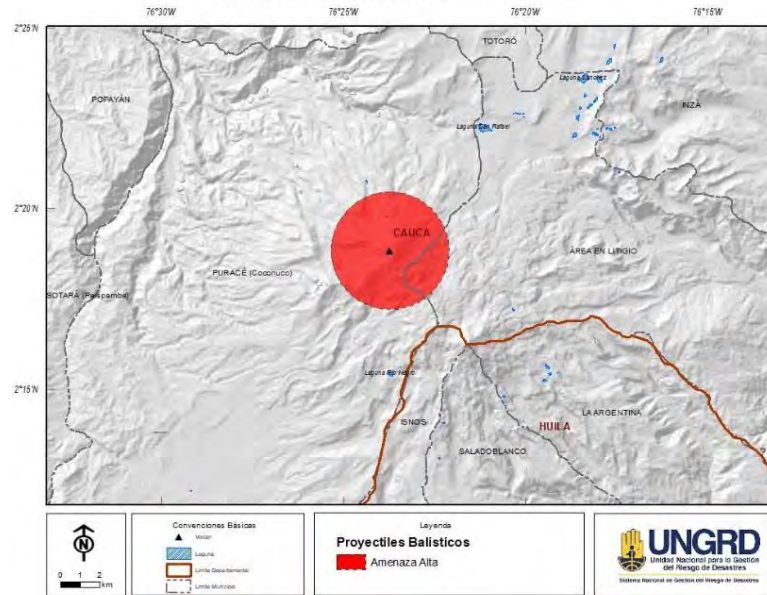 76°30'W 76°25'W 76°20'W 76°15'W
2°25'N
2°20'N
2°15'N
TOTORÓ
Laguna Sánchez
POPAYÁN
INZÁ
Laguna San Rafael
CAUCA
ÁREA EN LITIGIO
PURACÉ (Coconuco)
SOTARÁ (Paispamba)
Laguna Rio Negro
ISNOS
LA ARGENTINA
HUILA
SALADOBLANCO
N
0 1 2
km
Convenciones Básicas
Volcán
Laguna
Límite Departamento
Límite Municipio
Leyenda
Proyectiles Balísticos
Amenaza Alta
UNGRD
Unidad Nacional para la Gestión
del Riesgo de Desastres
Sistema Nacional de Gestión del Riesgo de Desastres